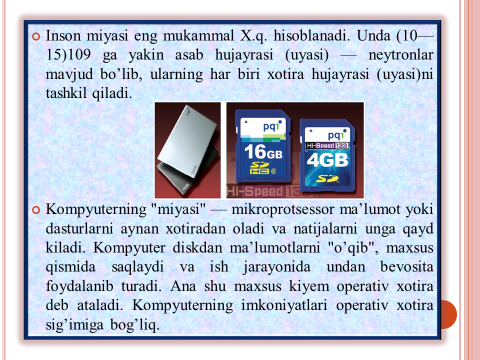 Inson miyasi eng mukammal X.q. hisoblanadi. Unda (10—
15)109 ga yakin asab hujayrasi (uyasi) — neytronlar
mavjud bo’lib, ularning har biri xotira hujayrasi (uyasi)ni
tashkil qiladi.
pqi
16GB
SD
HC
Hi-Speed
pqi
Hi-Speed 133
4GB
SD
Kompyuterning "miyasi" — mikroprotsessor ma’lumot yoki
dasturlarni aynan xotiradan oladi va natijalarni unga qayd
kiladi. Kompyuter diskdan ma’lumotlarni "o’qib", maxsus
qismida saqlaydi va ish jarayonida undan bevosita
foydalanib turadi. Ana shu maxsus kiyem operativ xotira
deb ataladi. Kompyuterning imkoniyatlari operativ xotira
sig’imiga bog’liq.